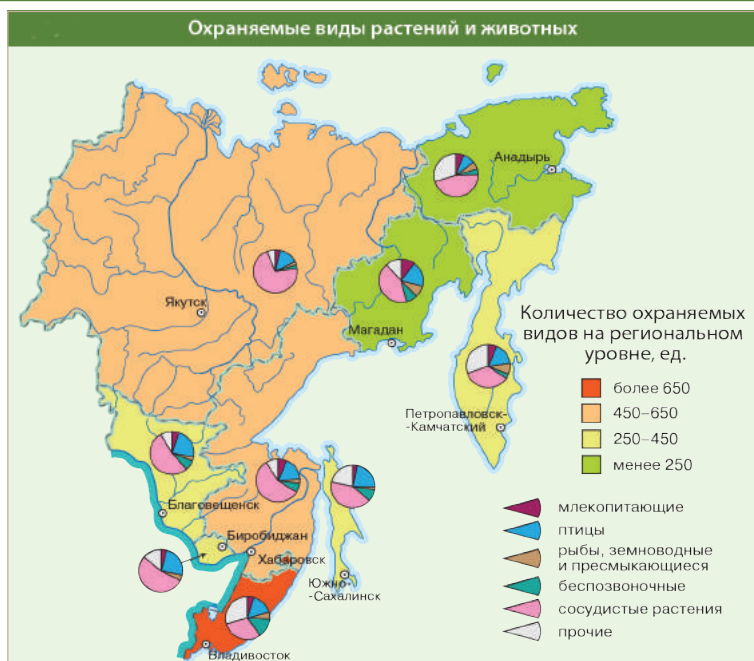 Охраняемые виды растений и животных
Анадырь
Якутск
Магадан
Петропавловск-
-Камчатский
Благовещенск
Биробиджан
Хабаровск
Южно-
-Сахалинск
Владивосток
Количество охраняемых
видов на региональном
уровне, ед.
более 650
450–650
250–450
менее 250
млекопитающие
птицы
рыбы, земноводные
и пресмыкающиеся
беспозвоночные
сосудистые растения
прочие